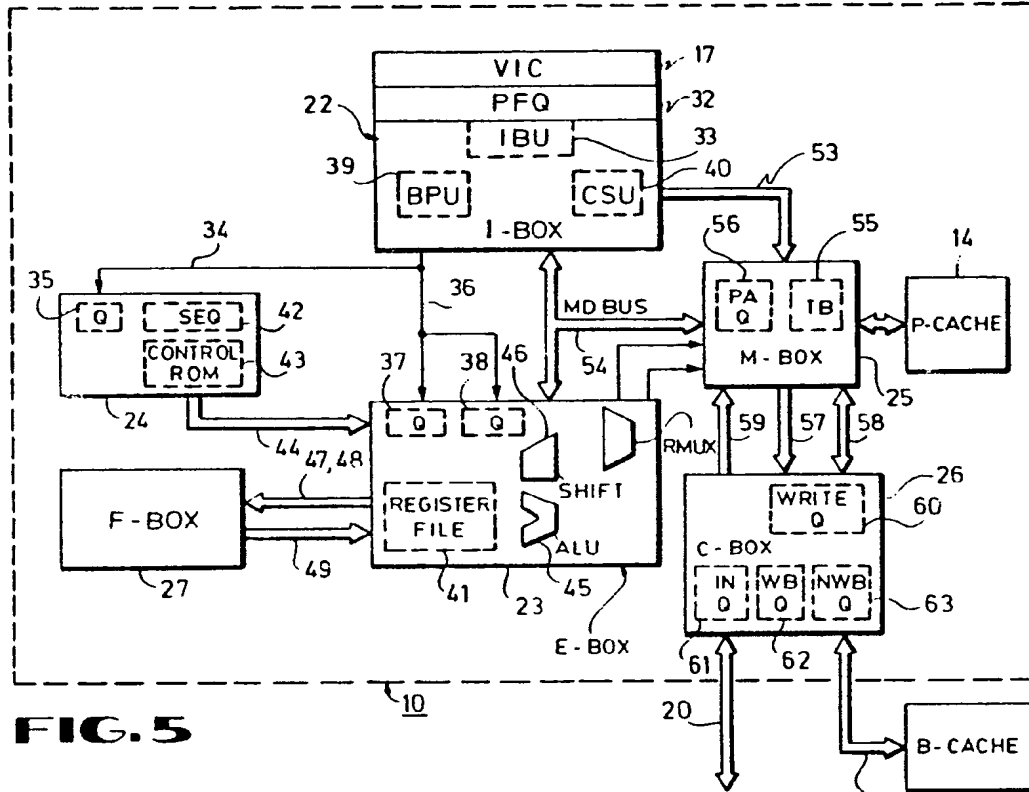 VIC
17
PFQ
32
22
IBU
33
39
BPU
40
CSU
I-BOX
53
34
36
56
55
14
35
Q
SEQ
42
CONTROL
ROM
43
24
MD BUS
54
PA
Q
TB
M-BOX
25
P-CACHE
37
38
46
Q
Q
44
RMUX
59
57
58
47,48
SHIFT
F-BOX
27
49
REGISTER
FILE
41
23
ALU
45
E-BOX
WRITE
Q
26
60
C-BOX
IN
Q
WB
Q
NWB
Q
63
61
62
10
20
FIG. 5
B-CACHE